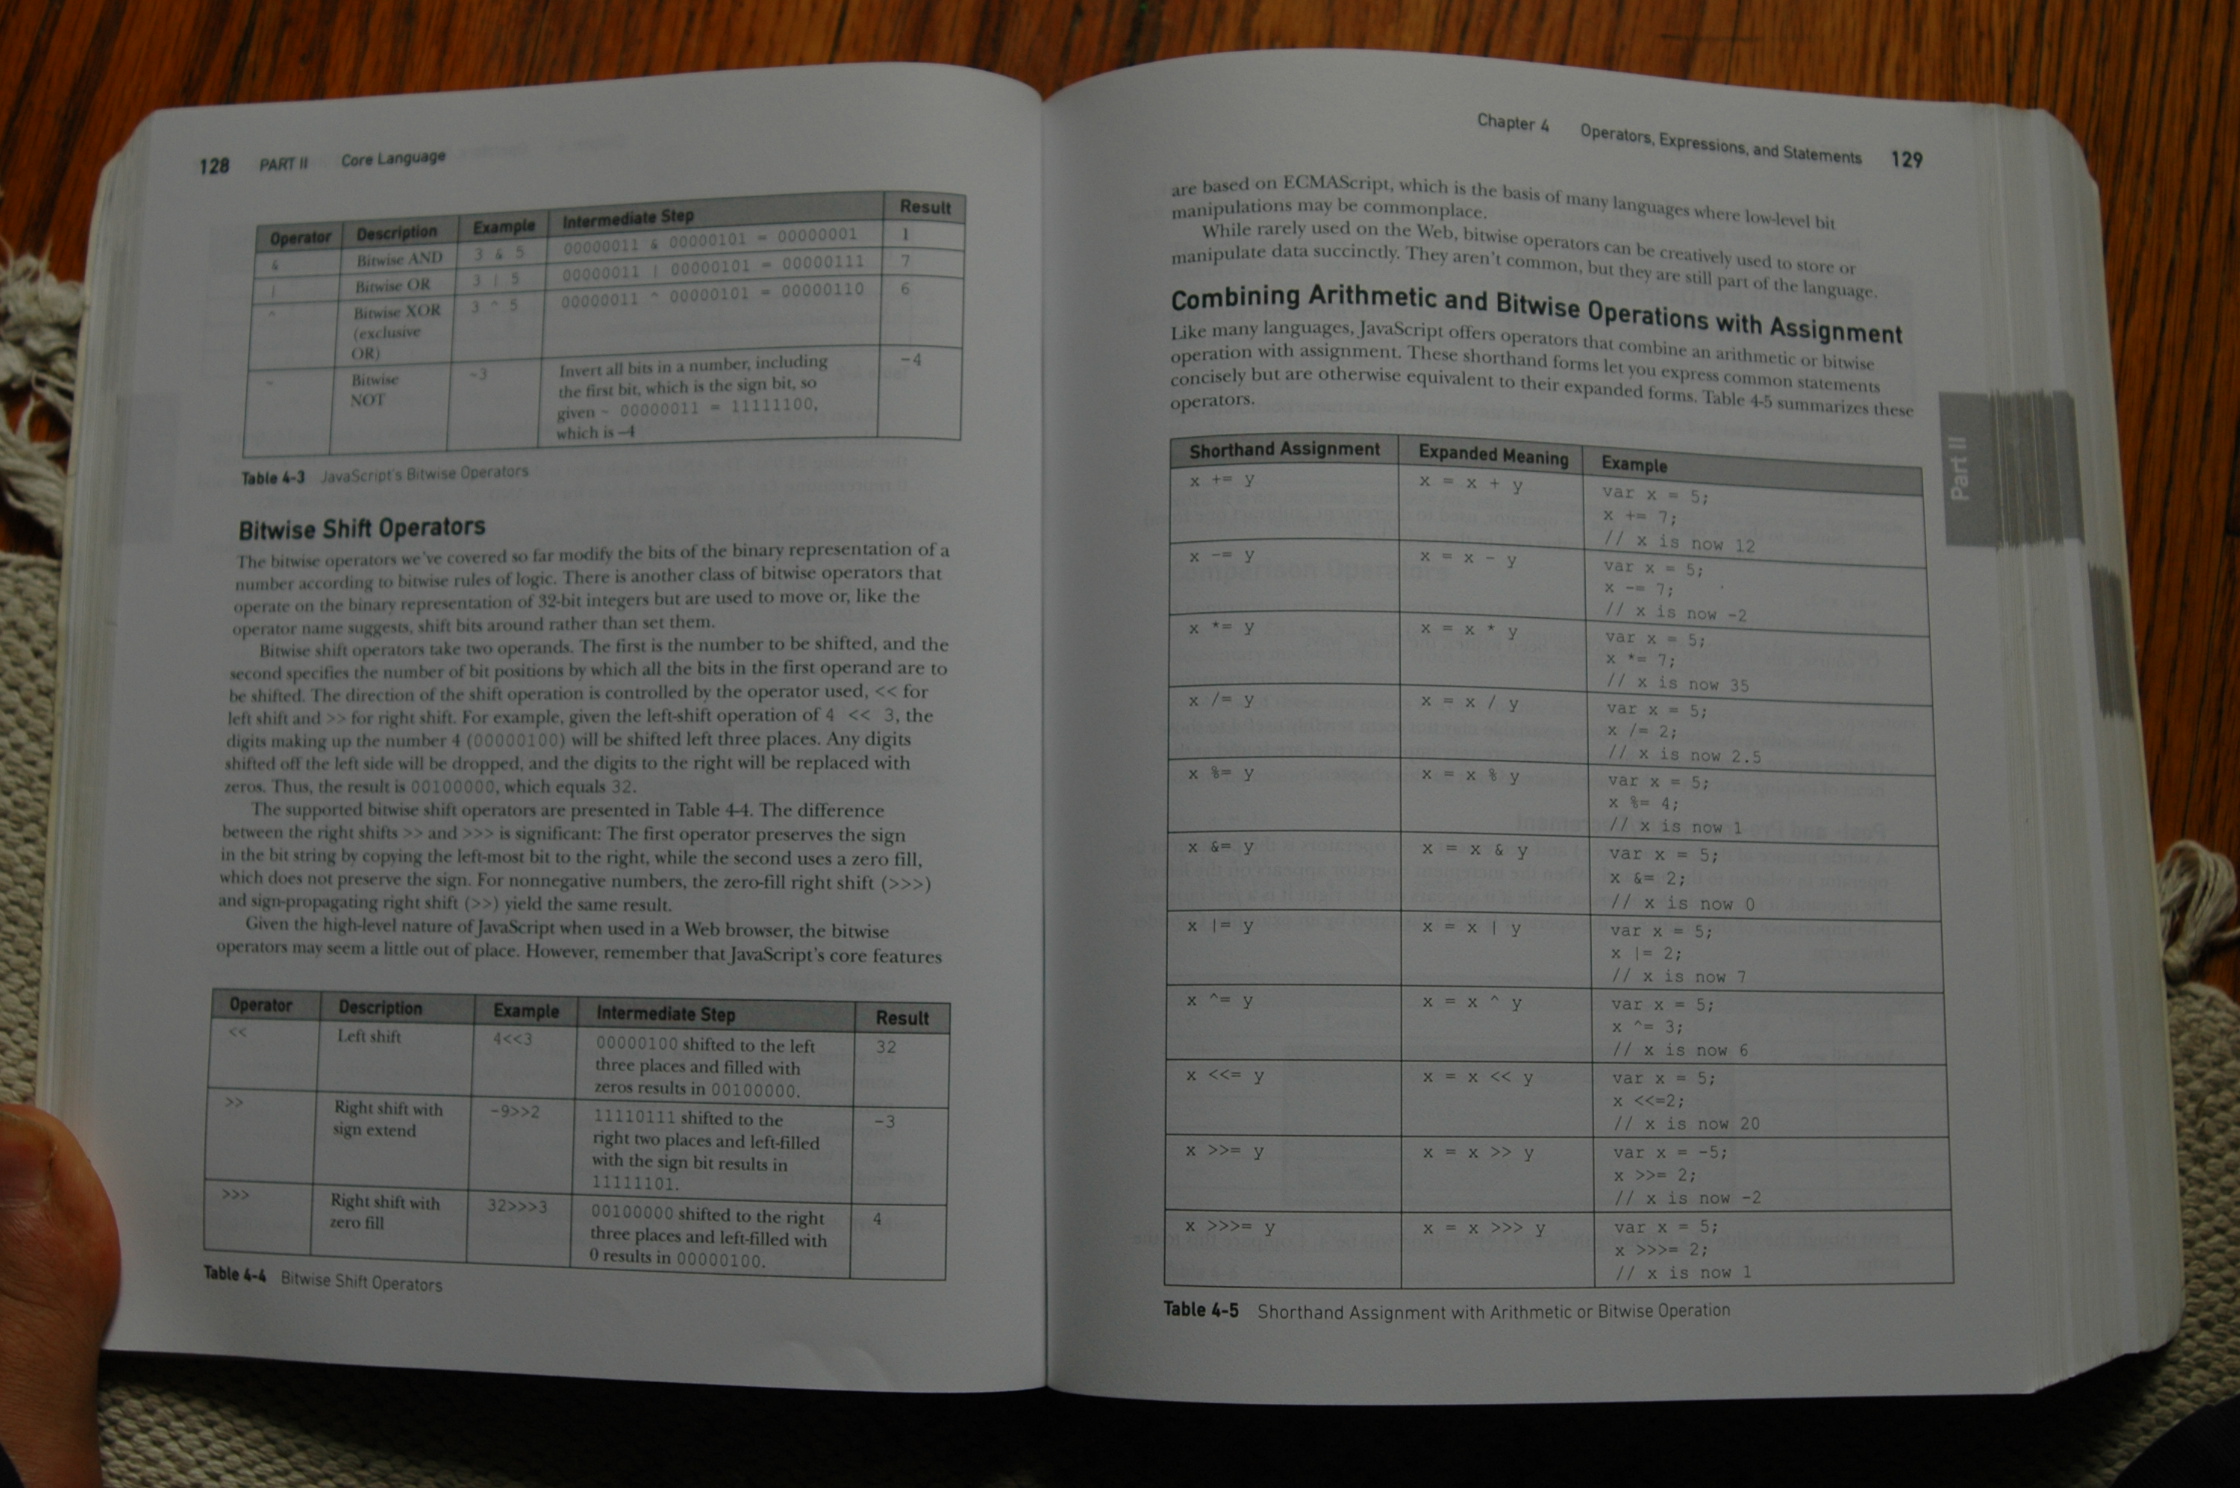 128 PART II Core Language
Operator Description Example Intermediate Step Result
& Bitwise AND 3 & 5 00000011 & 00000101 = 00000001 1
| Bitwise OR 3 | 5 00000011 | 00000101 = 00000111 7
^ Bitwise XOR 3 ^ 5 00000011 ^ 00000101 = 00000110 6
(exclusive
OR)
~ Bitwise ~3 Invert all bits in a number, including -4
NOT the first bit, which is the sign bit, so
given ~ 00000011 = 11111100,
which is -4
Table 4-3 JavaScript's Bitwise Operators
Bitwise Shift Operators
The bitwise operators we've covered so far modify the bits of the binary representation of a
number according to bitwise rules of logic. There is another class of bitwise operators that
operate on the binary representation of 32-bit integers but are used to move or, like the
operator name suggests, shift bits around rather than set them.
Bitwise shift operators take two operands. The first is the number to be shifted, and the
second specifies the number of bit positions by which all the bits in the first operand are to
be shifted. The direction of the shift operation is controlled by the operator used, << for
left shift and >> for right shift. For example, given the left-shift operation of 4 << 3, the
digits making up the number 4 (00000100) will be shifted left three places. Any digits
shifted off the left side will be dropped, and the digits to the right will be replaced with
zeros. Thus, the result is 00100000, which equals 32.
The supported bitwise shift operators are presented in Table 4-4. The difference
between the right shifts >> and >>> is significant: The first operator preserves the sign
in the bit string by copying the left-most bit to the right, while the second uses a zero fill,
which does not preserve the sign. For nonnegative numbers, the zero-fill right shift (>>>)
and sign-propagating right shift (>>) yield the same result.
Given the high-level nature of JavaScript when used in a Web browser, the bitwise
operators may seem a little out of place. However, remember that JavaScript's core features
Operator Description Example Intermediate Step Result
<< Left shift 4<<3 00000100 shifted to the left 32
three places and filled with
zeros results in 00100000.
>> Right shift with -9>>2 11110111 shifted to the -3
sign extend right two places and left-filled
with the sign bit results in
11111101.
>>> Right shift with 32>>>3 00100000 shifted to the right 4
zero fill three places and left-filled with
0 results in 00000100.
Table 4-4 Bitwise Shift Operators
Chapter 4 Operators, Expressions, and Statements 129
are based on ECMAScript, which is the basis of many languages where low-level bit
manipulations may be commonplace.
While rarely used on the Web, bitwise operators can be creatively used to store or
manipulate data succinctly. They aren't common, but they are still part of the language.
Combining Arithmetic and Bitwise Operations with Assignment
Like many languages, JavaScript offers operators that combine an arithmetic or bitwise
operation with assignment. These shorthand forms let you express common statements
concisely but are otherwise equivalent to their expanded forms. Table 4-5 summarizes these
operators.
Part II
Shorthand Assignment Expanded Meaning Example
x += y x = x + y var x = 5;
x += 7;
// x is now 12
x -= y x = x - y var x = 5;
x -= 7;
// x is now -2
x *= y x = x * y var x = 5;
x *= 7;
// x is now 35
x /= y x = x / y var x = 5;
x /= 2;
// x is now 2.5
x %= y x = x % y var x = 5;
x %= 4;
// x is now 1
x &= y x = x & y var x = 5;
x &= 2;
// x is now 0
x |= y x = x | y var x = 5;
x |= 2;
// x is now 7
x ^= y x = x ^ y var x = 5;
x ^= 3;
// x is now 6
x <<= y x = x << y var x = 5;
x <<=2;
// x is now 20
x >>= y x = x >> y var x = -5;
x >>= 2;
// x is now -2
x >>>= y x = x >>> y var x = 5;
x >>>= 2;
// x is now 1
Table 4-5 Shorthand Assignment with Arithmetic or Bitwise Operation